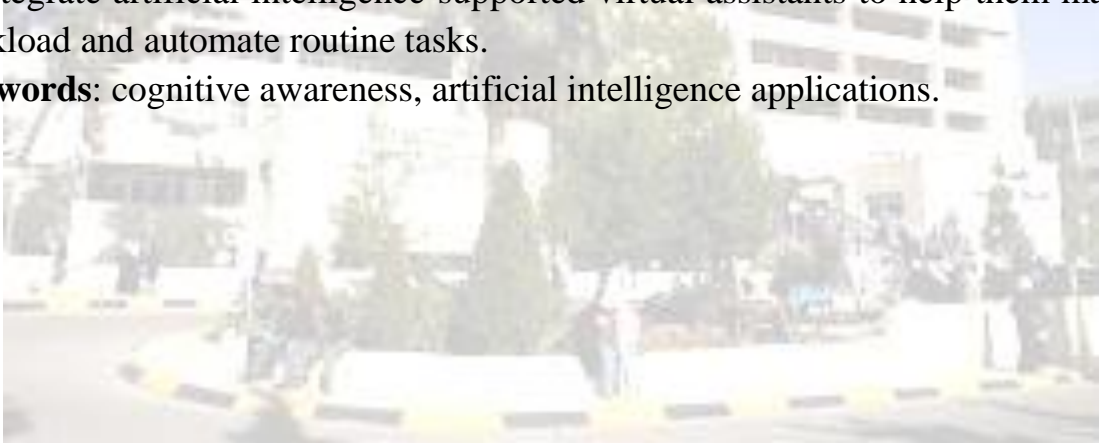 tegrate artificial intelligence-supported virtual assistants to help them ma
kload and automate routine tasks.
words: cognitive awareness, artificial intelligence applications.